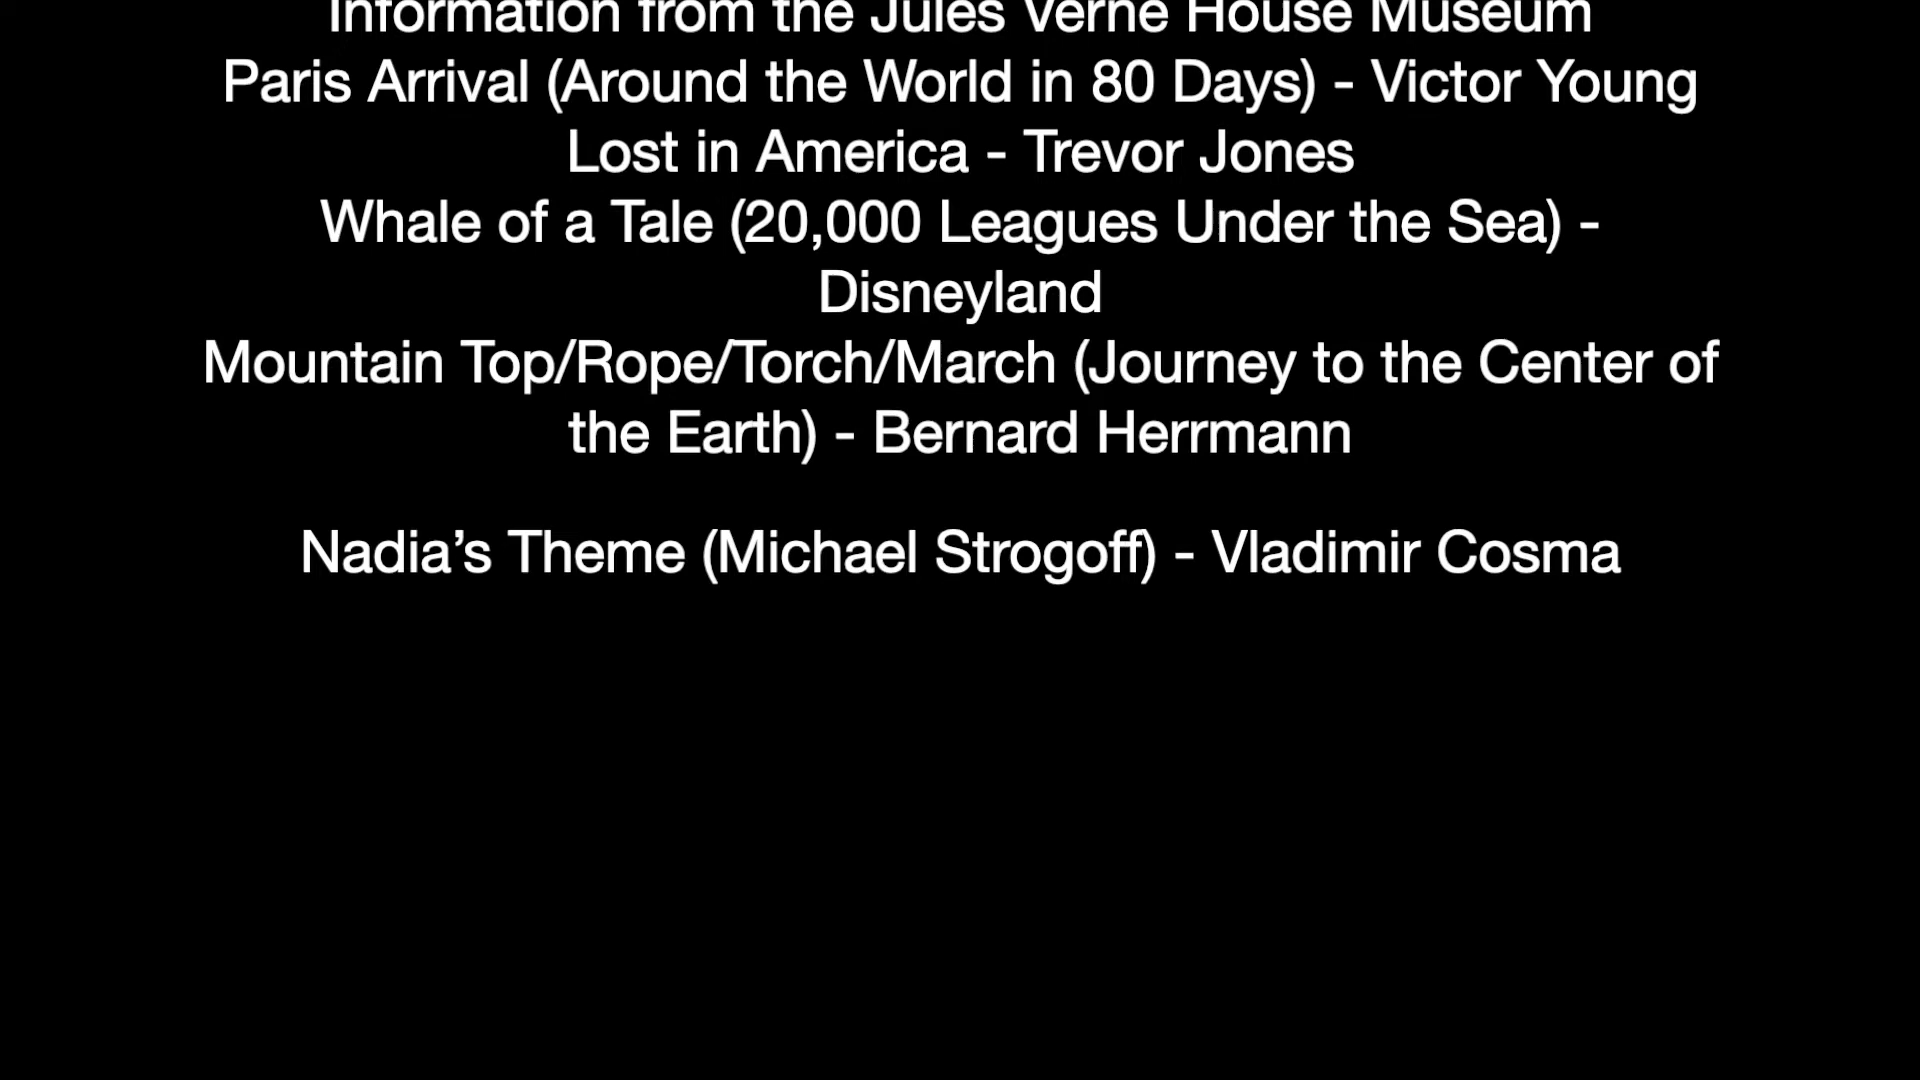 Information from the Jules Verne House Museum
Paris Arrival (Around the World in 80 Days) - Victor Young
Lost in America - Trevor Jones
Whale of a Tale (20,000 Leagues Under the Sea) -
Disneyland
Mountain Top/Rope/Torch/March (Journey to the Center of
the Earth) - Bernard Herrmann
Nadia’s Theme (Michael Strogoff) - Vladimir Cosma